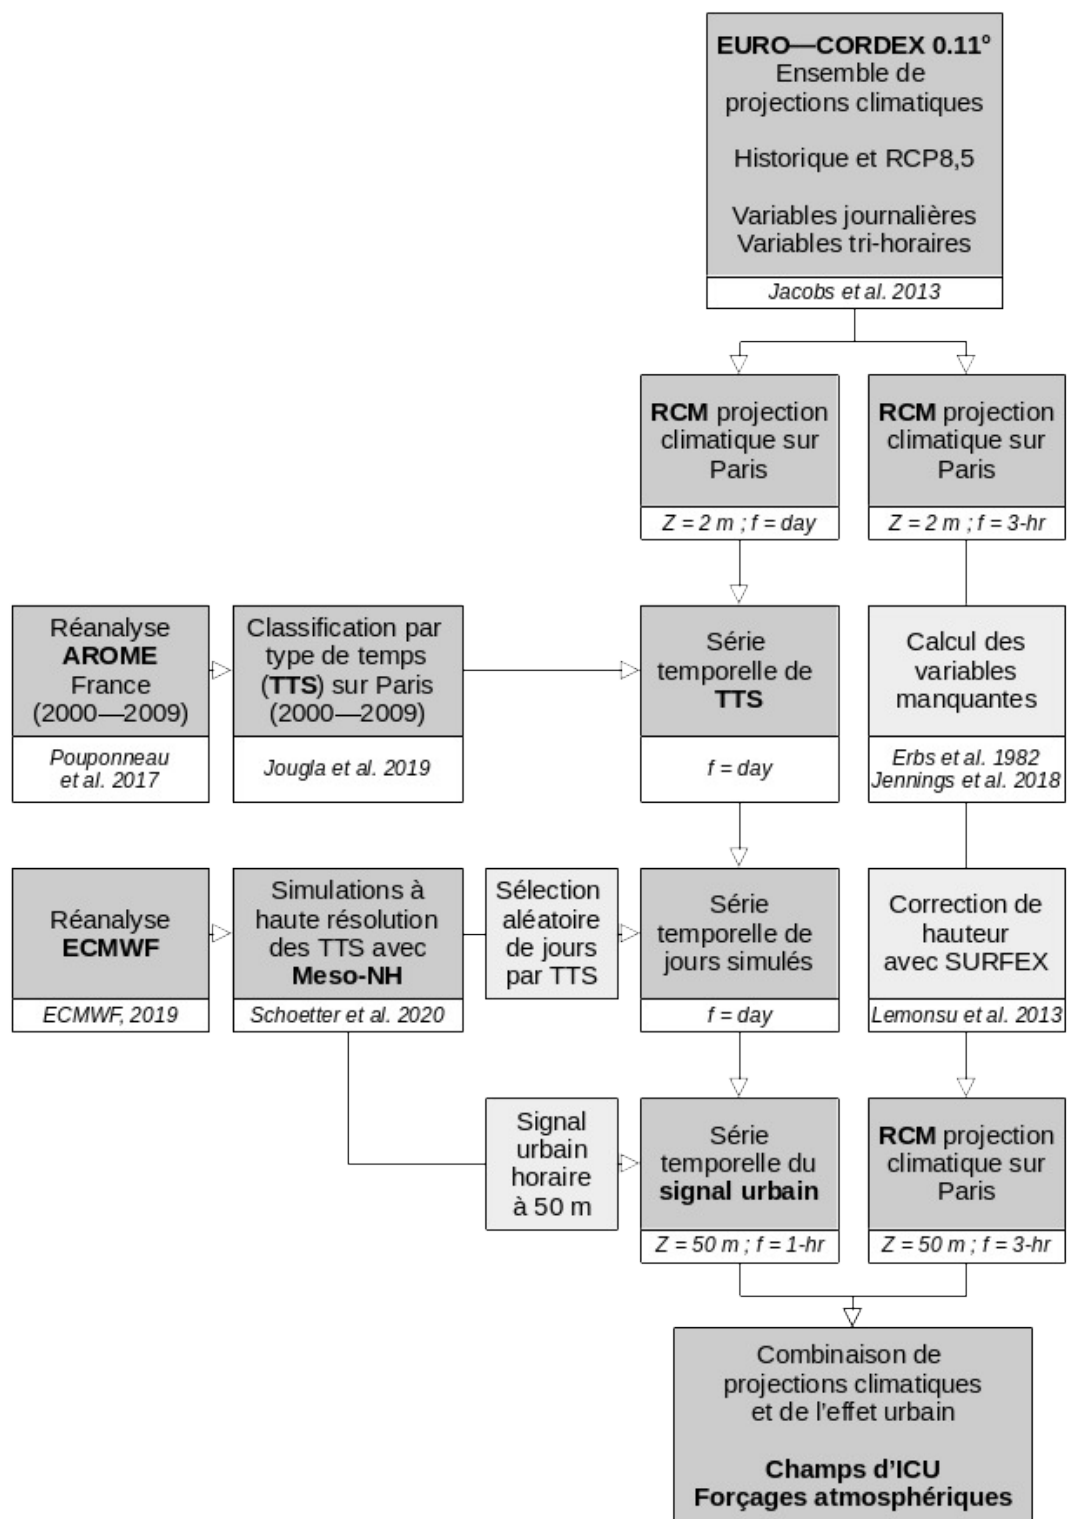 EURO—CORDEX 0.11°
Ensemble de
projections climatiques
Historique et RCP8,5
Variables journalières
Variables tri-horaires
Jacobs et al. 2013
RCM projection
climatique sur
Paris
Z = 2 m ; f = day
RCM projection
climatique sur
Paris
Z = 2 m ; f = 3-hr
Réanalyse
AROME
France
(2000—2009)
Pouponneau
et al. 2017
Classification par
type de temps
(TTS) sur Paris
(2000—2009)
Jougla et al. 2019
Série
temporelle de
TTS
f = day
Calcul des
variables
manquantes
Erbs et al. 1982
Jennings et al. 2018
Réanalyse
ECMWF
ECMWF, 2019
Simulations à
haute résolution
des TTS avec
Meso-NH
Schoetter et al. 2020
Sélection
aléatoire
de jours
par TTS
Série
temporelle de
jours simulés
f = day
Correction de
hauteur
avec SURFEX
Lemonsu et al. 2013
Signal
urbain
horaire
à 50 m
Série
temporelle du
signal urbain
Z = 50 m ; f = 1-hr
RCM projection
climatique sur
Paris
Z = 50 m ; f = 3-hr
Combinaison de
projections climatiques
et de l'effet urbain
Champs d'ICU
Forçages atmosphériques